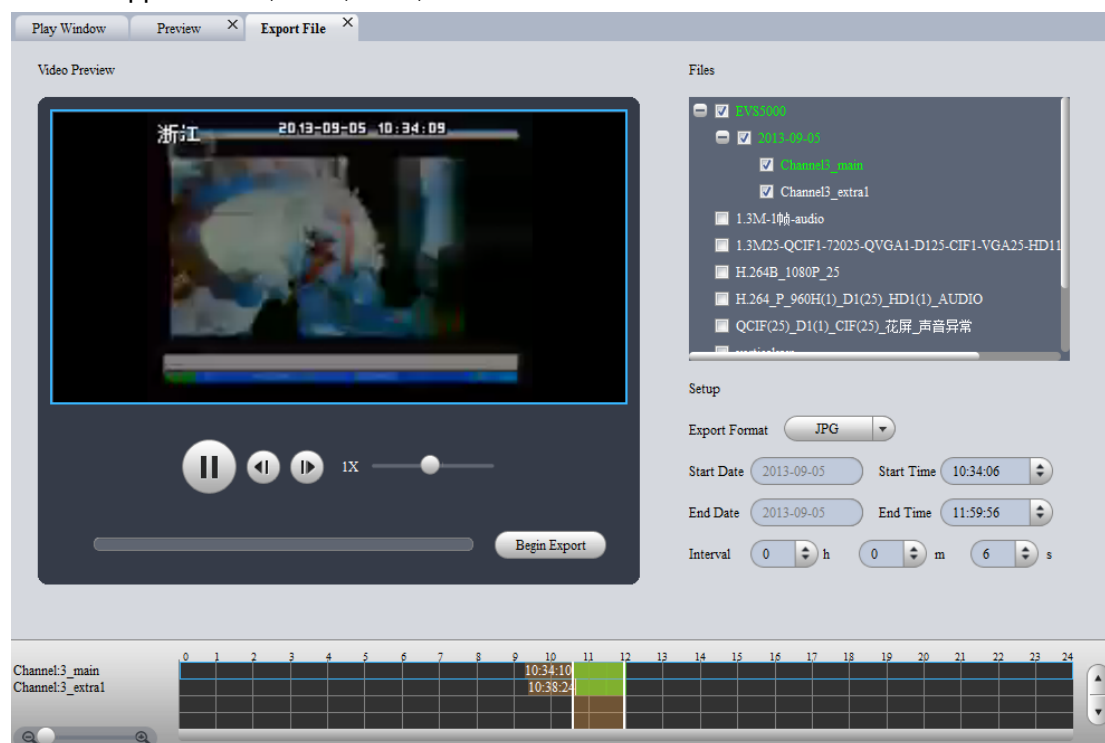 Play Window Preview X Export File X
Video Preview
Files
浙江 2013-09-05 10:34:09
EVS5000
2013-09-05
Channel3_main
Channel3_extra1
1.3M-1帧-audio
1.3M25-QCIF1-72025-QVGA1-D125-CIF1-VGA25-HD11
H.264B_1080P_25
H.264_P_960H(1)_D1(25)_HD1(1)_AUDIO
QCIF(25)_D1(1)_CIF(25)_花屏_声音异常
Setup
Export Format JPG
1X
Start Date 2013-09-05 Start Time 10:34:06
End Date 2013-09-05 End Time 11:59:56
Begin Export
Interval 0 h 0 m 6 s
0 1 2 3 4 5 6 7 8 9 10 11 12 13 14 15 16 17 18 19 20 21 22 23 24
Channel:3_main 10:34:10
Channel:3_extra1 10:38:24